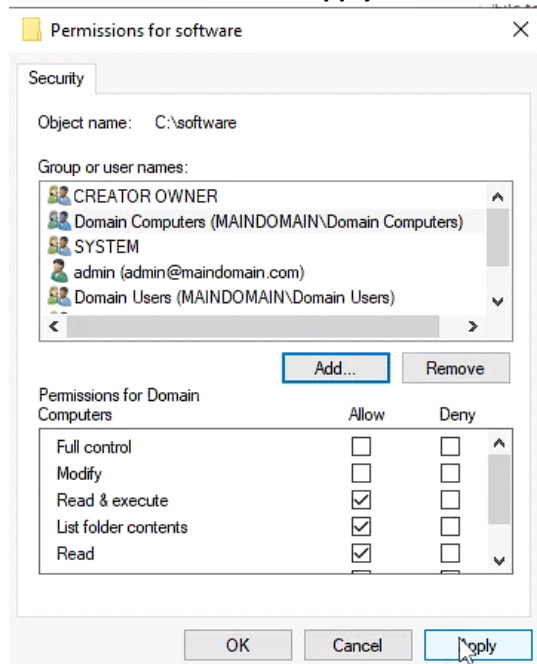 Permissions for software
Security
Object name: C:\software
Group or user names:
CREATOR OWNER
Domain Computers (MAINDOMAIN\Domain Computers)
SYSTEM
admin (admin@maindomain.com)
Domain Users (MAINDOMAIN\Domain Users)
Add... Remove
Permissions for Domain
Computers Allow Deny
Full control
Modify
Read & execute
List folder contents
Read
OK Cancel Apply